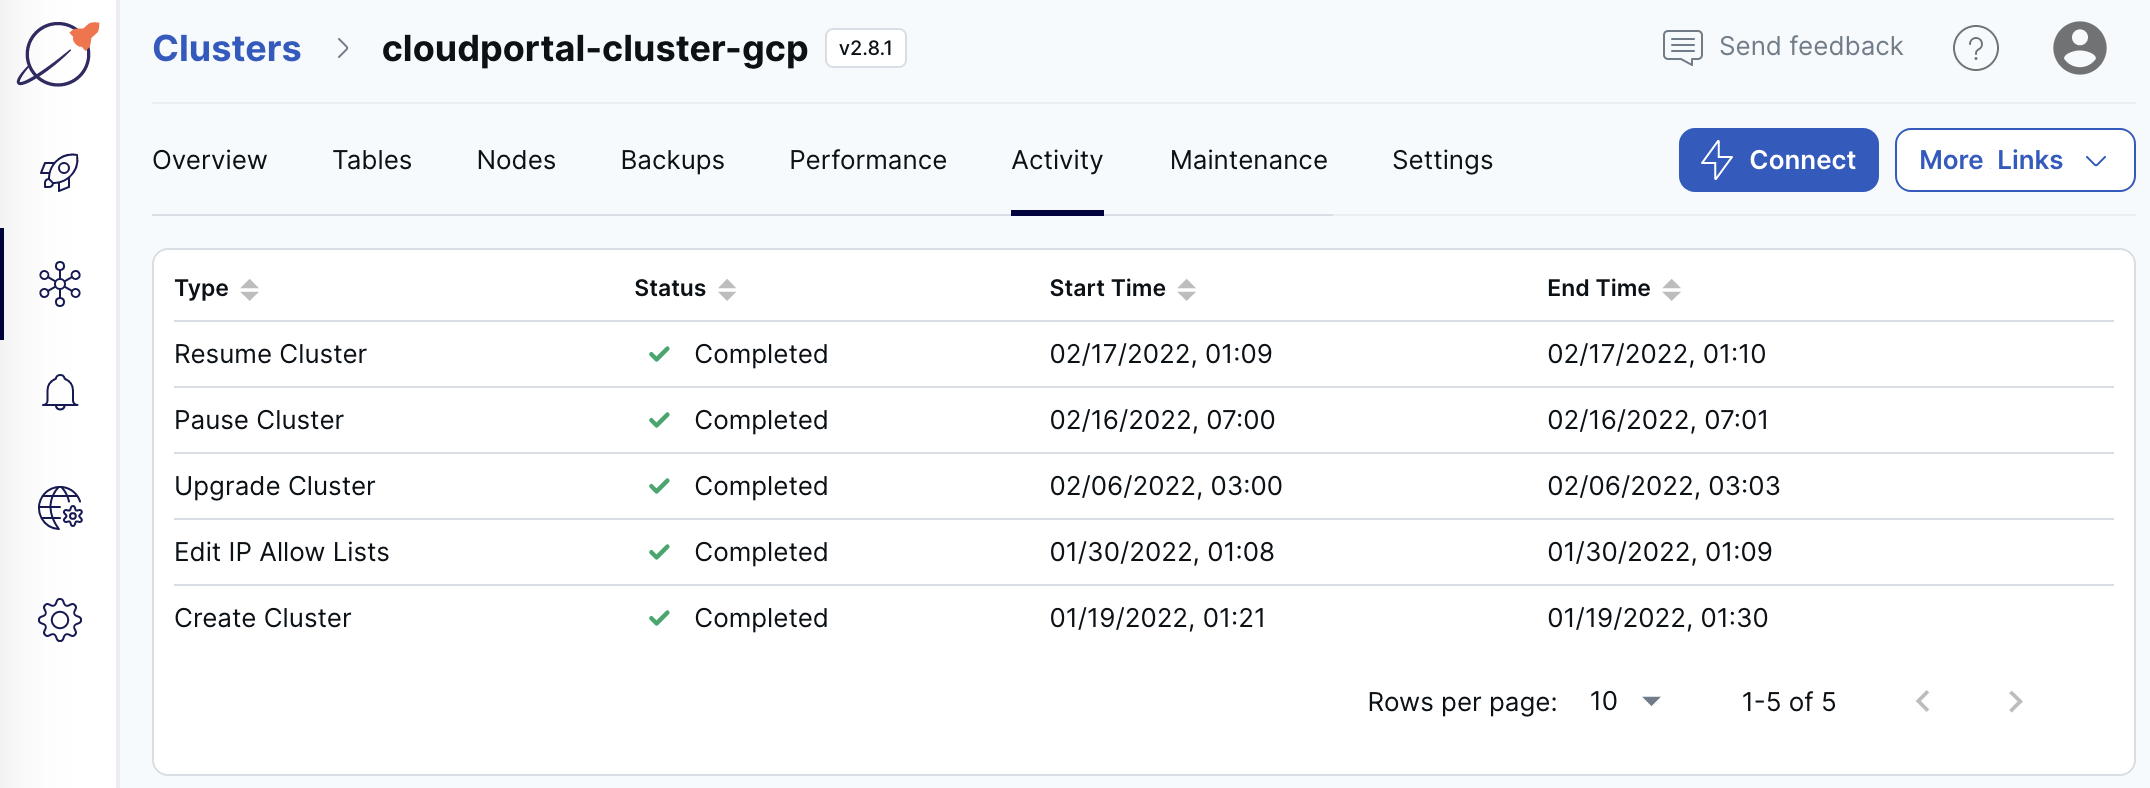 Clusters cloudportal-cluster-gcp v2.8.1 Send feedback ?
Overview Tables Nodes Backups Performance Activity Maintenance Settings Connect More Links
Type Status Start Time End Time
Resume Cluster Completed 02/17/2022, 01:09 02/17/2022, 01:10
Pause Cluster Completed 02/16/2022, 07:00 02/16/2022, 07:01
Upgrade Cluster Completed 02/06/2022, 03:00 02/06/2022, 03:03
Edit IP Allow Lists Completed 01/30/2022, 01:08 01/30/2022, 01:09
Create Cluster Completed 01/19/2022, 01:21 01/19/2022, 01:30
Rows per page: 10 1-5 of 5